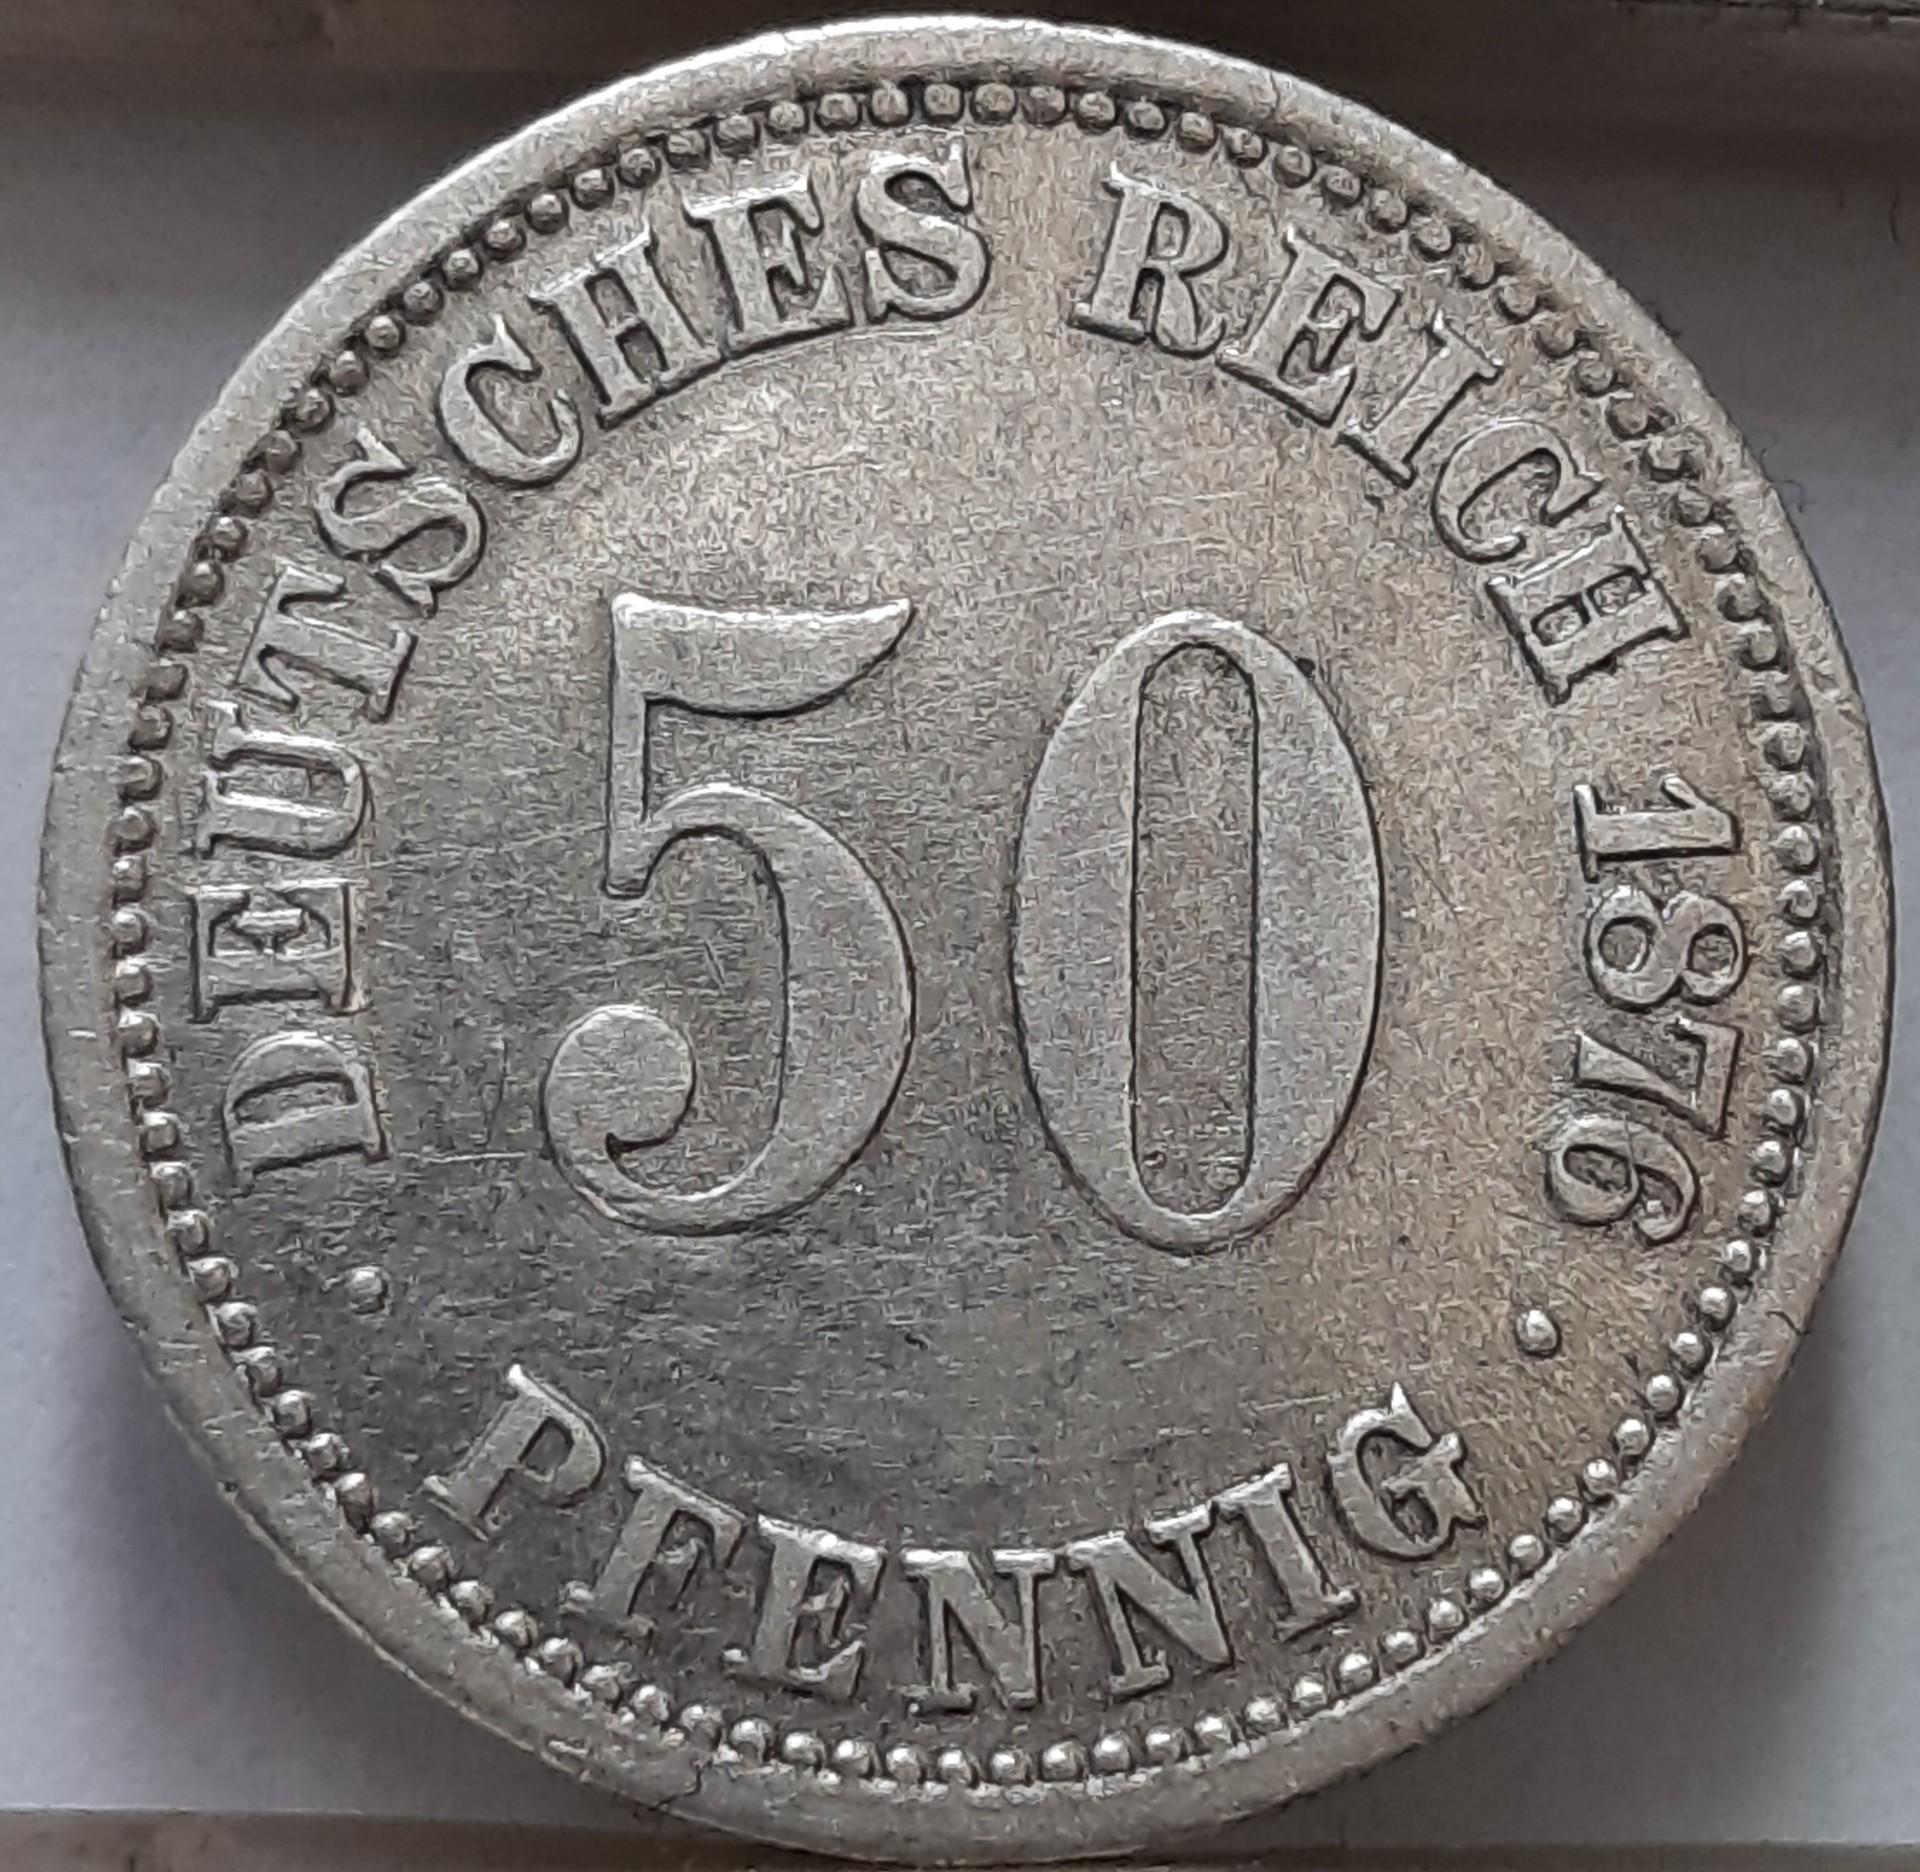 DEUTSCHES REICH 1876
50
· PFENNIG ·